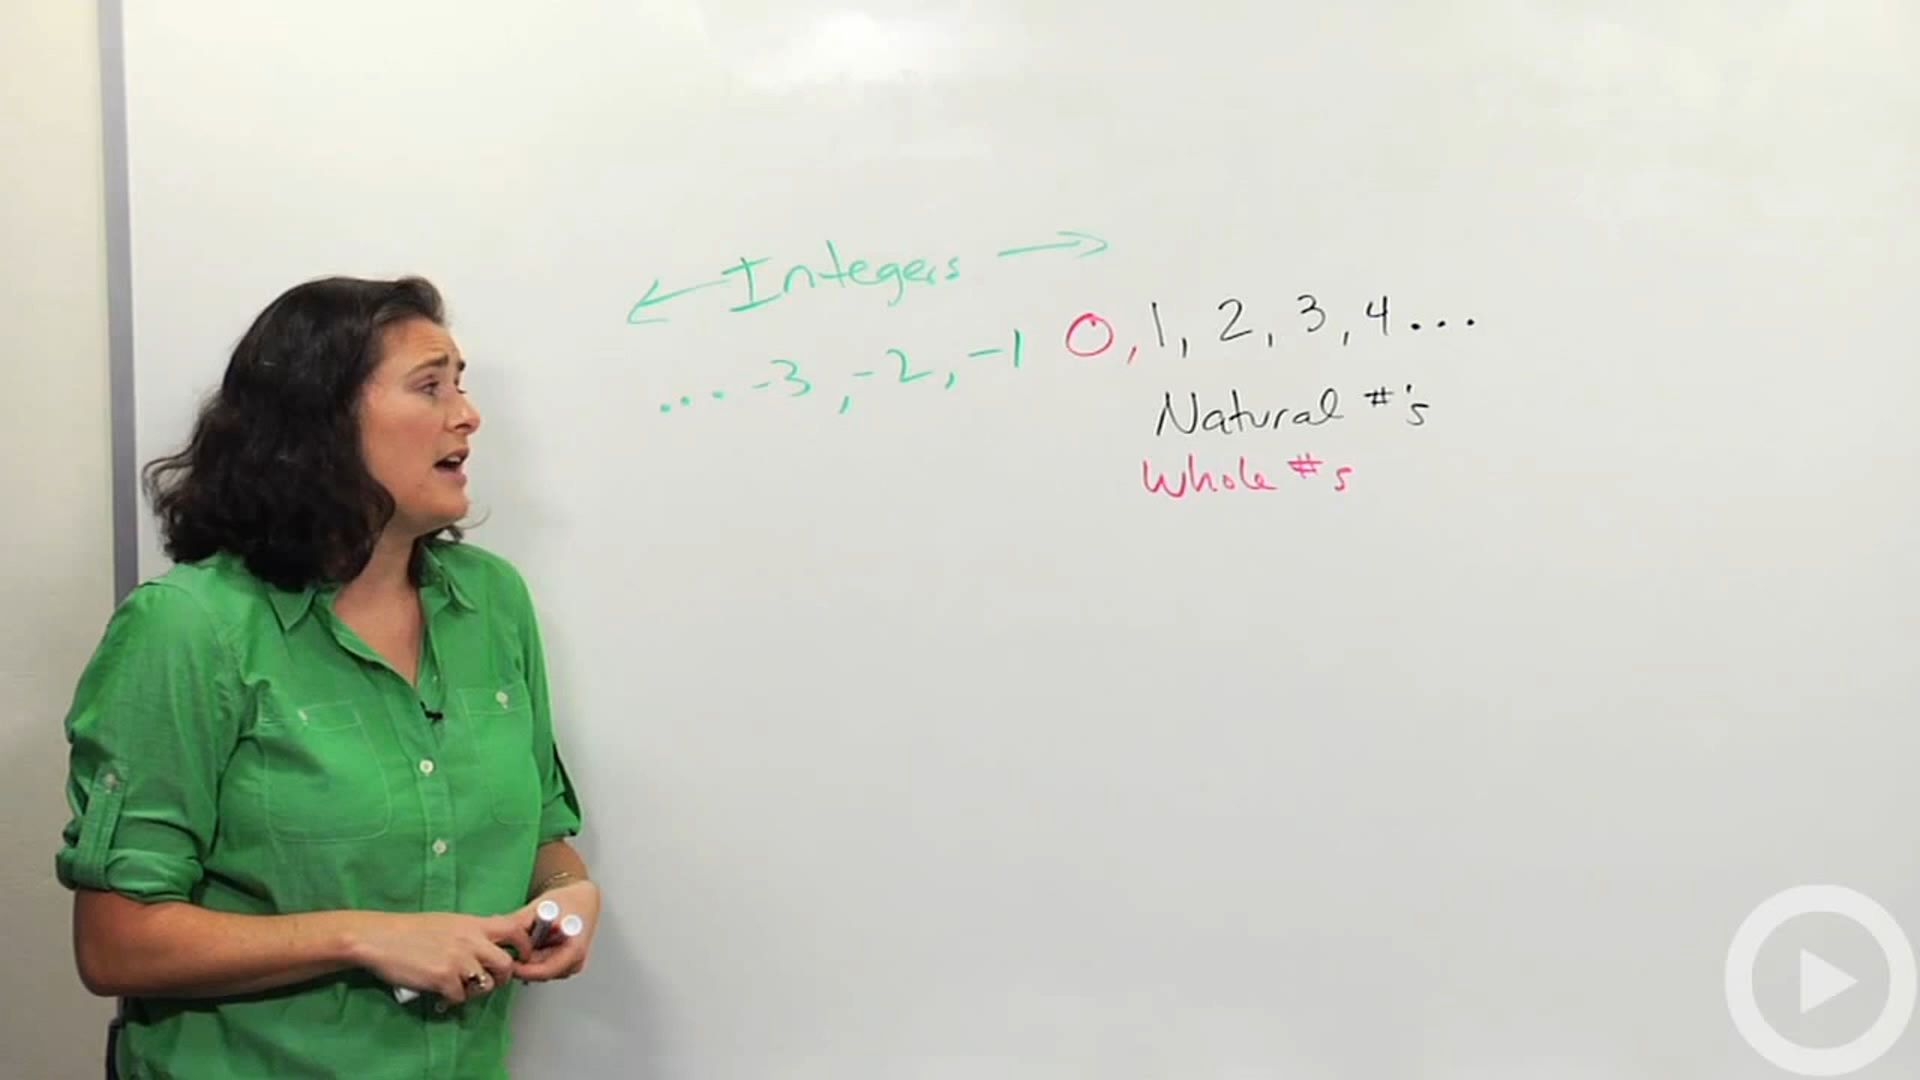 ← Integers →
... -3, -2, -1 0, 1, 2, 3, 4...
Natural #'s
Whole #s